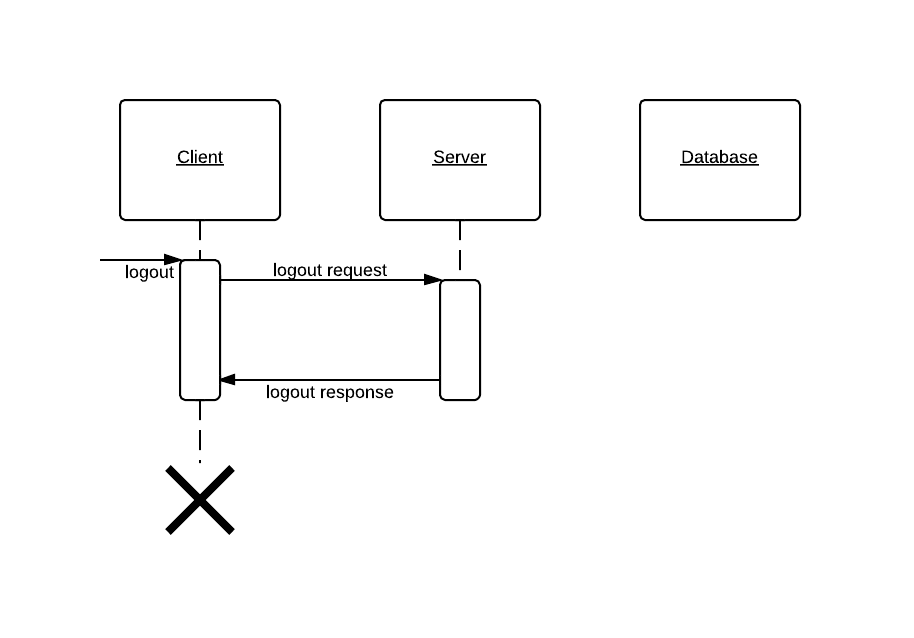 Client
Server
Database
logout
logout request
logout response